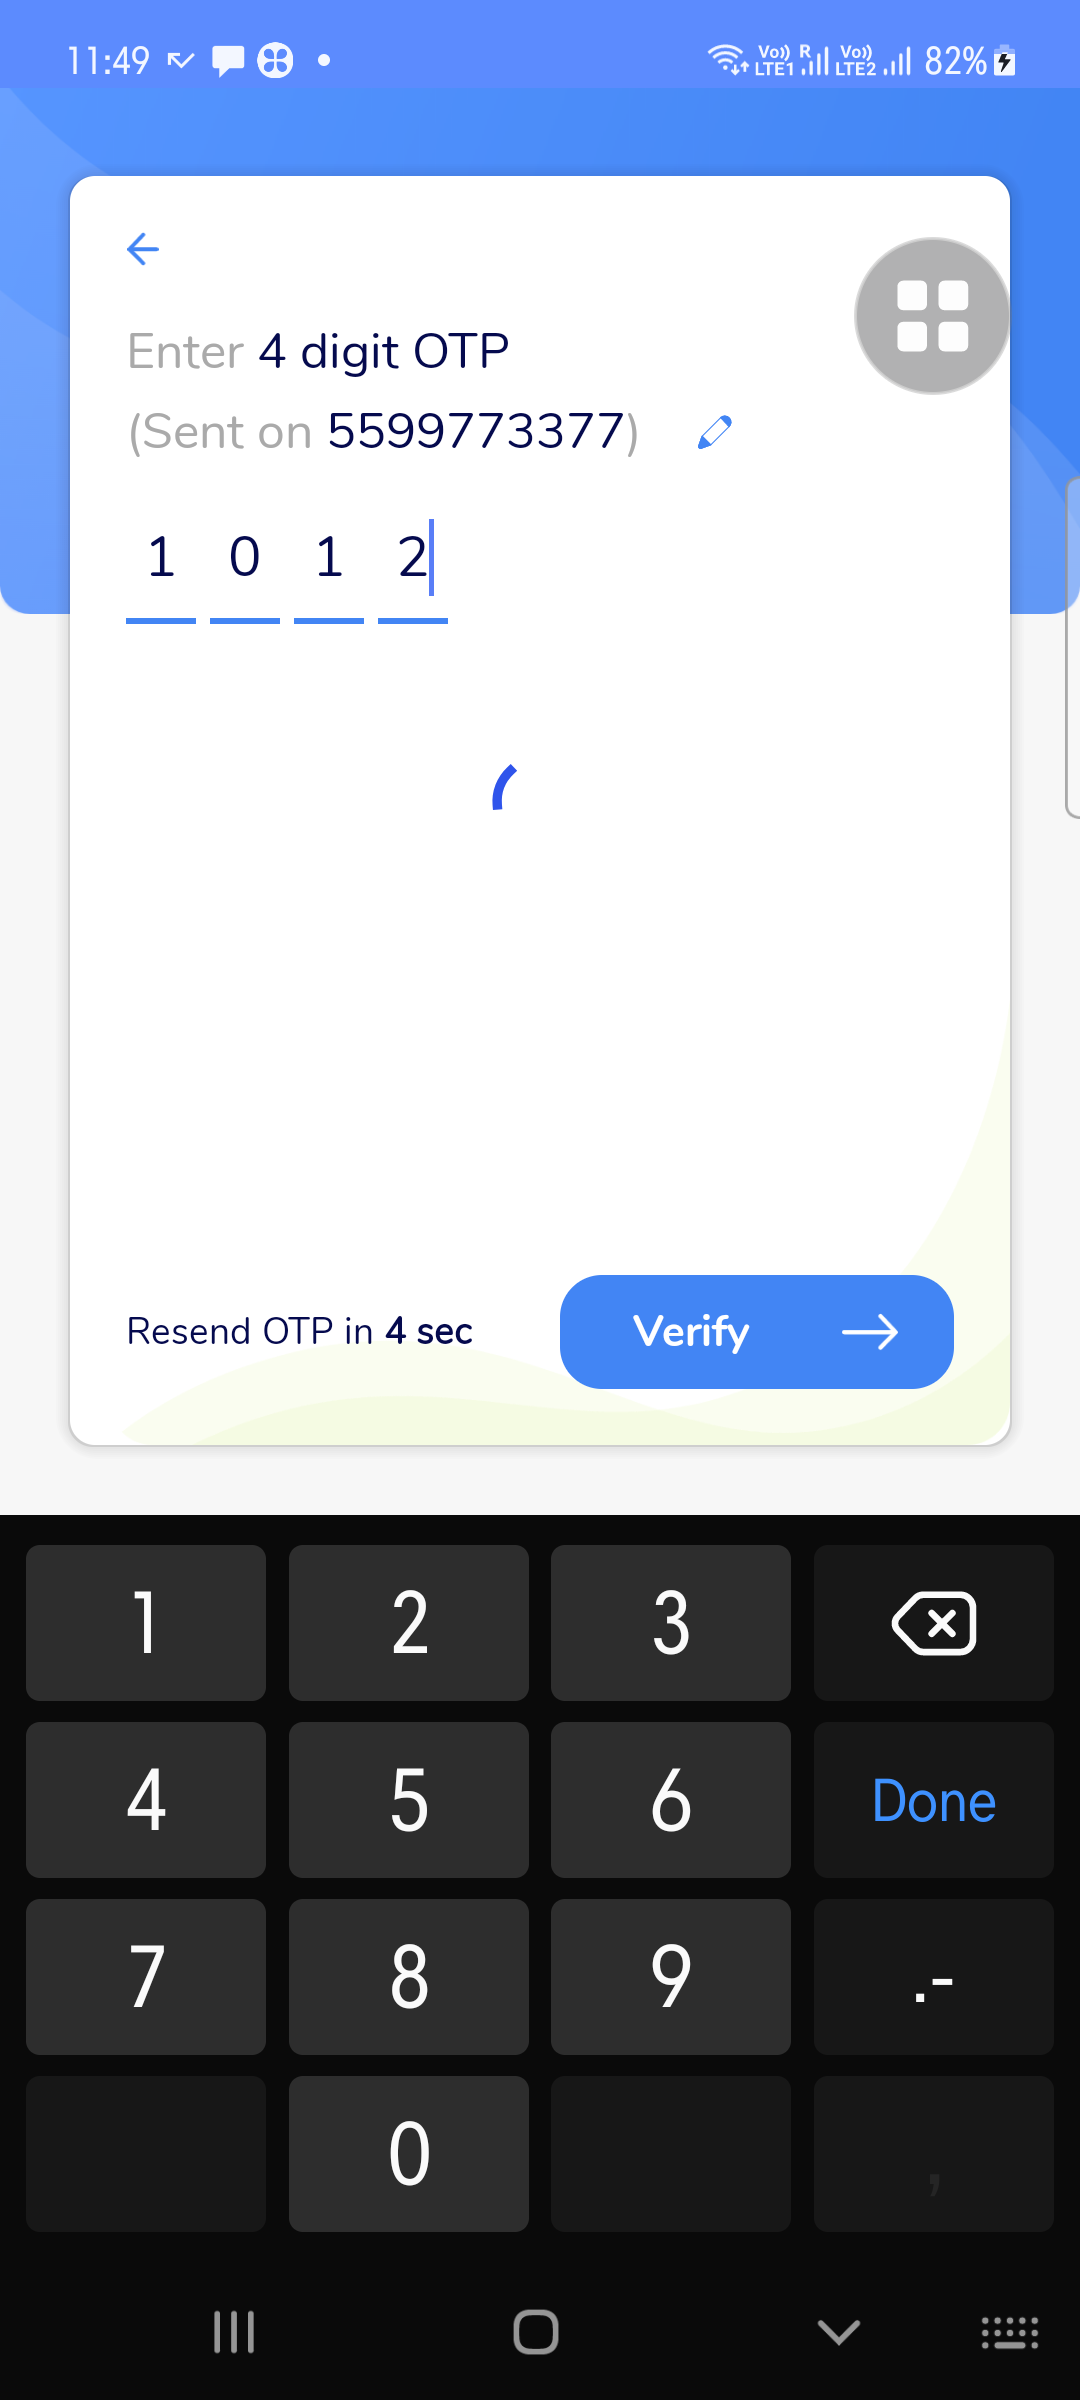 11:49
Vo)) R Vo))
LTE1 LTE2 82%
Enter 4 digit OTP
(Sent on 5599773377)
1 0 1 2
Resend OTP in 4 sec
Verify
1 2 3
4 5 6 Done
7 8 9 .-
0 ,